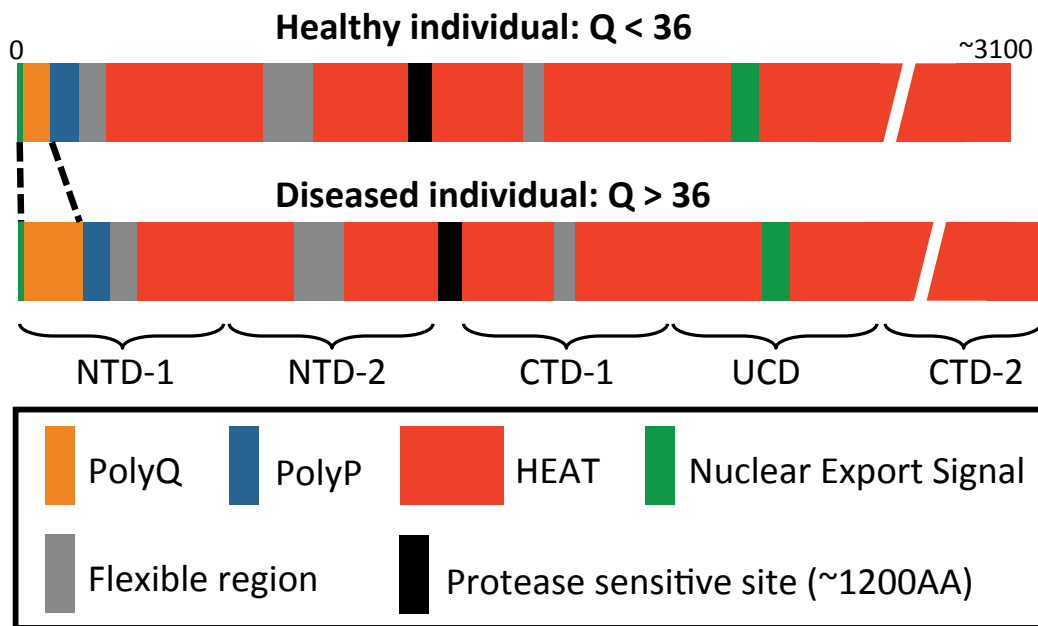 Healthy individual: Q < 36
0
~3100
Diseased individual: Q > 36
NTD-1 NTD-2 CTD-1 UCD CTD-2
PolyQ PolyP HEAT Nuclear Export Signal
Flexible region Protease sensitive site (~1200AA)